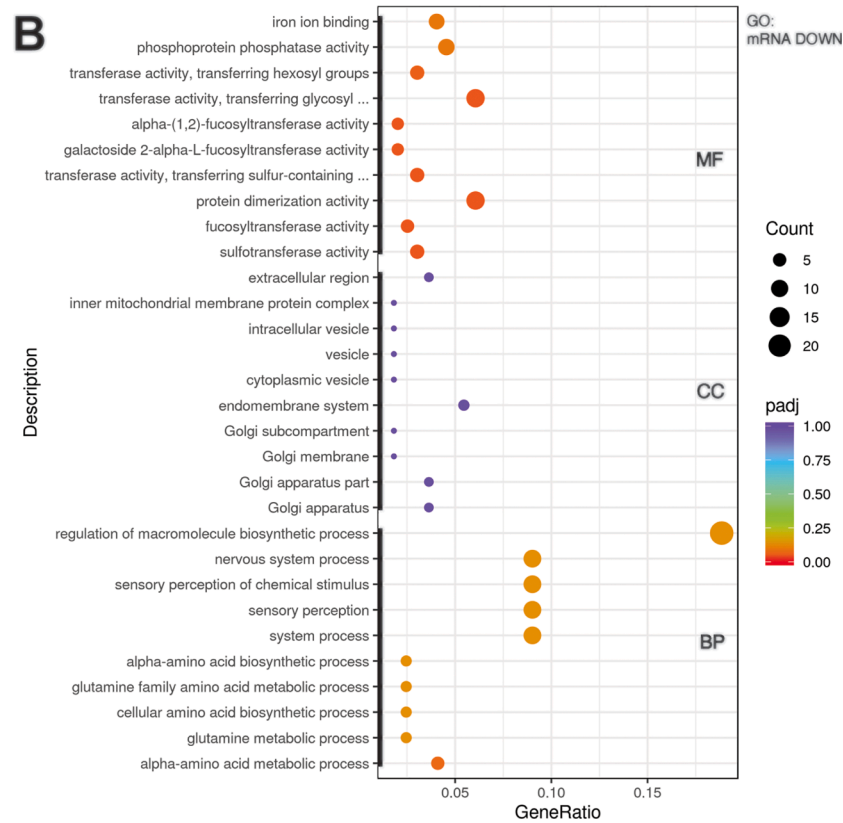 B
GO:
mRNA DOWN
iron ion binding
phosphoprotein phosphatase activity
transferase activity, transferring hexosyl groups
transferase activity, transferring glycosyl ...
alpha-(1,2)-fucosyltransferase activity
galactoside 2-alpha-L-fucosyltransferase activity
transferase activity, transferring sulfur-containing ...
protein dimerization activity
fucosyltransferase activity
sulfotransferase activity
MF
extracellular region
inner mitochondrial membrane protein complex
intracellular vesicle
vesicle
cytoplasmic vesicle
endomembrane system
Golgi subcompartment
Golgi membrane
Golgi apparatus part
Golgi apparatus
CC
regulation of macromolecule biosynthetic process
nervous system process
sensory perception of chemical stimulus
sensory perception
system process
alpha-amino acid biosynthetic process
glutamine family amino acid metabolic process
cellular amino acid biosynthetic process
glutamine metabolic process
alpha-amino acid metabolic process
BP
Description
0.05 0.10 0.15
GeneRatio
Count
5
10
15
20
padj
1.00
0.75
0.50
0.25
0.00